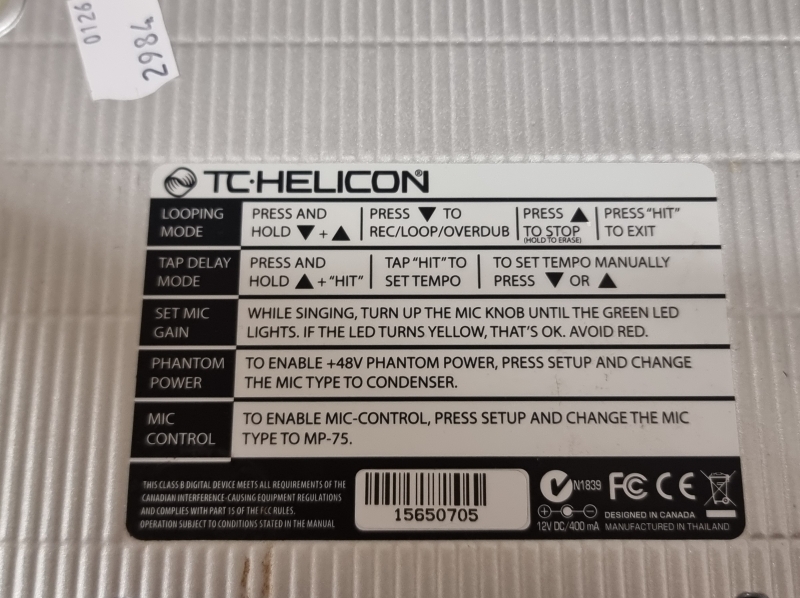 0126
2984
TC·HELICON®
LOOPING MODE
PRESS AND HOLD ▼ + ▲
PRESS ▼ TO REC/LOOP/OVERDUB
PRESS ▲ TO STOP (HOLD TO ERASE)
PRESS "HIT" TO EXIT
TAP DELAY MODE
PRESS AND HOLD ▲ + "HIT"
TAP "HIT" TO SET TEMPO
TO SET TEMPO MANUALLY PRESS ▼ OR ▲
SET MIC GAIN
WHILE SINGING, TURN UP THE MIC KNOB UNTIL THE GREEN LED
LIGHTS. IF THE LED TURNS YELLOW, THAT'S OK. AVOID RED.
PHANTOM POWER
TO ENABLE +48V PHANTOM POWER, PRESS SETUP AND CHANGE
THE MIC TYPE TO CONDENSER.
MIC CONTROL
TO ENABLE MIC-CONTROL, PRESS SETUP AND CHANGE THE MIC
TYPE TO MP-75.
THIS CLASS B DIGITAL DEVICE MEETS ALL REQUIREMENTS OF THE
CANADIAN INTERFERENCE-CAUSING EQUIPMENT REGULATIONS
AND COMPLIES WITH PART 15 OF THE FCC RULES.
OPERATION SUBJECT TO CONDITIONS STATED IN THE MANUAL
15650705
N1839 FC CE
12V DC/400 mA
DESIGNED IN CANADA
MANUFACTURED IN THAILAND